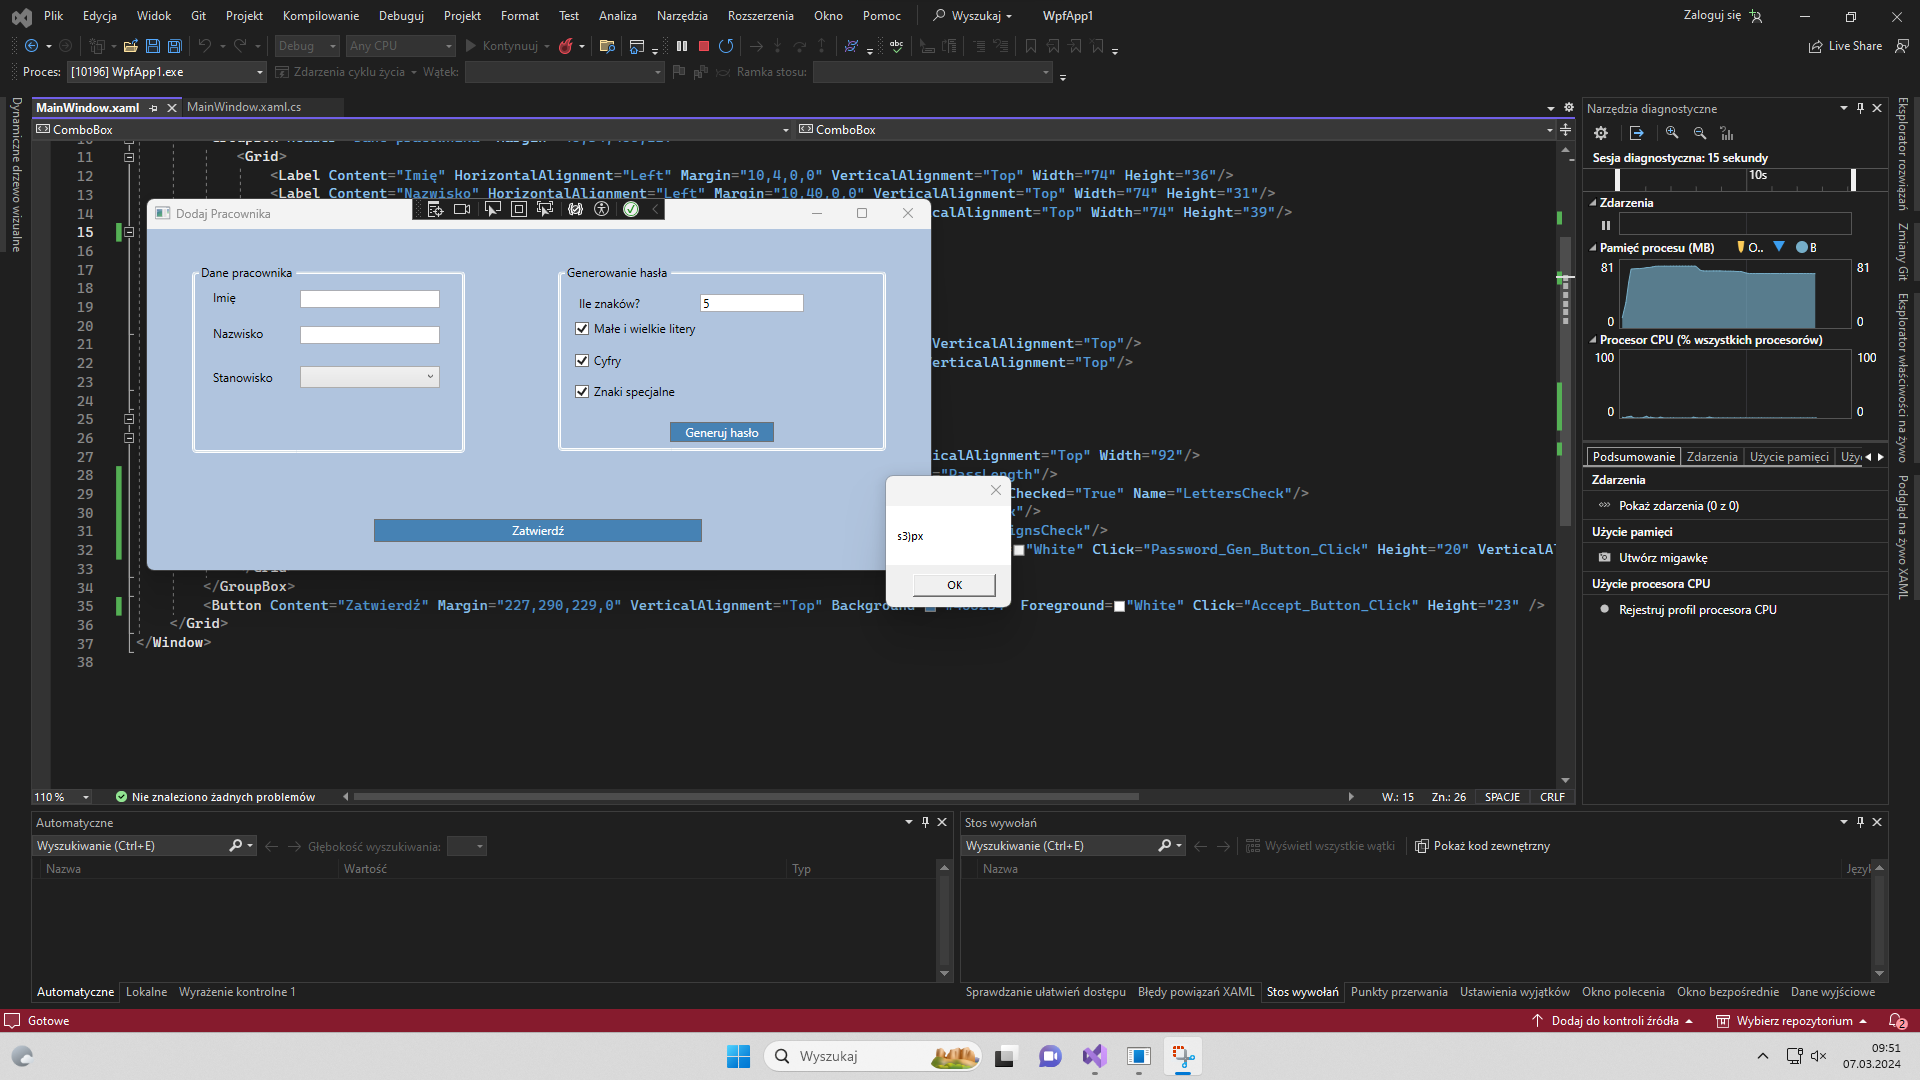 Plik Edycja Widok Git Projekt Kompilowanie Debuguj Projekt Format Test Analiza Narzędzia Rozszerzenia Okno Pomoc Wyszukaj WpfApp1 Zaloguj się
Debug Any CPU Kontynuuj Live Share
Proces: [10196] WpfApp1.exe Zdarzenia cyklu życia Wątek: Ramka stosu:
Dynamiczne drzewo wizualne
MainWindow.xaml MainWindow.xaml.cs
ComboBox ComboBox
11 <Grid>
12 <Label Content="Imię" HorizontalAlignment="Left" Margin="10,4,0,0" VerticalAlignment="Top" Width="74" Height="36"/>
13 <Label Content="Nazwisko" HorizontalAlignment="Left" Margin="10,40,0,0" VerticalAlignment="Top" Width="74" Height="31"/>
14 icalAlignment="Top" Width="74" Height="39"/>
15
16
17
18
19
20
21 VerticalAlignment="Top"/>
22 erticalAlignment="Top"/>
23
24
25
26
27 ticalAlignment="Top" Width="92"/>
28 ="PassLength"/>
29 Checked="True" Name="LettersCheck"/>
30 "/>
31 ignsCheck"/>
32 "White" Click="Password_Gen_Button_Click" Height="20" VerticalA
33
34 </GroupBox>
35 <Button Content="Zatwierdź" Margin="227,290,229,0" VerticalAlignment="Top" Background Foreground="White" Click="Accept_Button_Click" Height="23" />
36 </Grid>
37 </Window>
38
Dodaj Pracownika
Dane pracownika
Imię
Nazwisko
Stanowisko
Generowanie hasła
Ile znaków? 5
Małe i wielkie litery
Cyfry
Znaki specjalne
Generuj hasło
Zatwierdź
s3)px
OK
110 % Nie znaleziono żadnych problemów W.: 15 Zn.: 26 SPACJE CRLF
Narzędzia diagnostyczne
Sesja diagnostyczna: 15 sekundy
10s
Zdarzenia
Pamięć procesu (MB) O.. B
81 81
0 0
Procesor CPU (% wszystkich procesorów)
100 100
0 0
Podsumowanie Zdarzenia Użycie pamięci Uży
Zdarzenia
Pokaż zdarzenia (0 z 0)
Użycie pamięci
Utwórz migawkę
Użycie procesora CPU
Rejestruj profil procesora CPU
Eksplorator rozwiązań
Zmiany Git
Eksplorator właściwości na żywo
Podgląd na żywo XAML
Automatyczne
Wyszukiwanie (Ctrl+E) Głębokość wyszukiwania:
Nazwa Wartość Typ
Automatyczne Lokalne Wyrażenie kontrolne 1
Stos wywołań
Wyszukiwanie (Ctrl+E) Wyświetl wszystkie wątki Pokaż kod zewnętrzny
Nazwa Język
Sprawdzanie ułatwień dostępu Błędy powiązań XAML Stos wywołań Punkty przerwania Ustawienia wyjątków Okno polecenia Okno bezpośrednie Dane wyjściowe
Gotowe Dodaj do kontroli źródła Wybierz repozytorium 2
Wyszukaj
09:51
07.03.2024